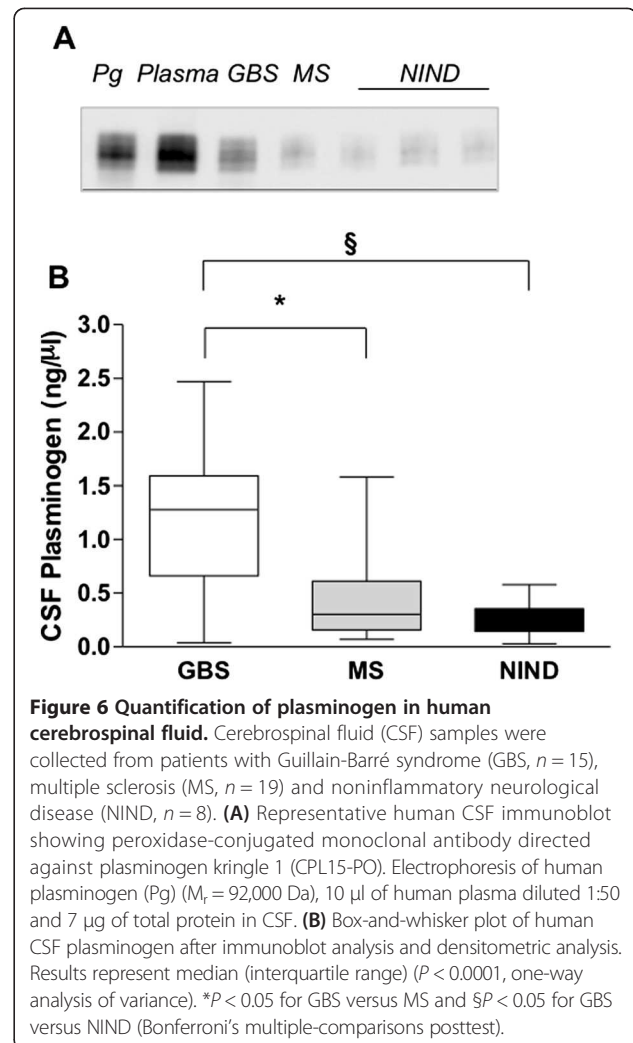 A
Pg Plasma GBS MS NIND
§
B
*
CSF Plasminogen (ng/µl)
3.0
2.5
2.0
1.5
1.0
0.5
0.0
GBS MS NIND
Figure 6 Quantification of plasminogen in human
cerebrospinal fluid. Cerebrospinal fluid (CSF) samples were
collected from patients with Guillain-Barré syndrome (GBS, n = 15),
multiple sclerosis (MS, n = 19) and noninflammatory neurological
disease (NIND, n = 8). (A) Representative human CSF immunoblot
showing peroxidase-conjugated monoclonal antibody directed
against plasminogen kringle 1 (CPL15-PO). Electrophoresis of human
plasminogen (Pg) (Mr = 92,000 Da), 10 µl of human plasma diluted 1:50
and 7 µg of total protein in CSF. (B) Box-and-whisker plot of human
CSF plasminogen after immunoblot analysis and densitometric analysis.
Results represent median (interquartile range) (P < 0.0001, one-way
analysis of variance). *P < 0.05 for GBS versus MS and §P < 0.05 for GBS
versus NIND (Bonferroni’s multiple-comparisons posttest).